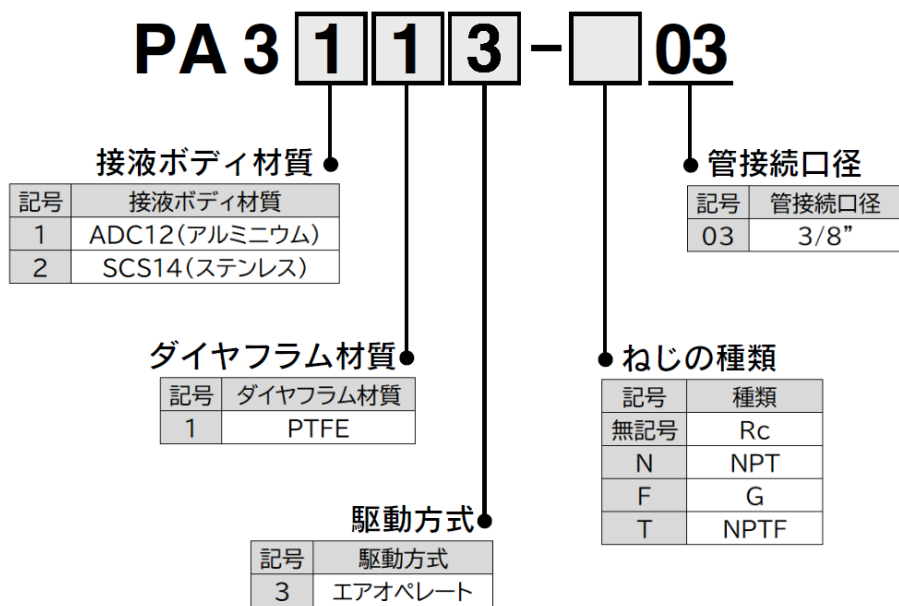 PA3 1 1 3 - 03
接液ボディ材質
記号 接液ボディ材質
1 ADC12(アルミニウム)
2 SCS14(ステンレス)
管接続口径
記号 管接続口径
03 3/8”
ダイヤフラム材質
記号 ダイヤフラム材質
1 PTFE
ねじの種類
記号 種類
無記号 Rc
N NPT
F G
T NPTF
駆動方式
記号 駆動方式
3 エアオペレート